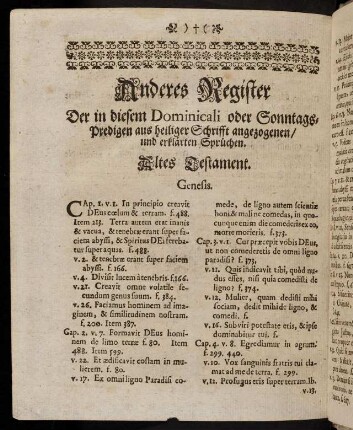 Anderes Register
Der in diesem Dominicali oder Sonntags-
Predigen aus heiliger Schrifft angezogenen/
und erklärten Sprüchen.
Altes Testament.
Genesis.
CAp. 1. v. 1. In principio creavit
DEus cœlum & terram. f. 488.
Item 213. Terra autem erat inanis
& vacua, & tenebræ erant super fa-
ciem abyssi, & Spiritus DEi ferebatur
super aquas. f. 488.
v. 2. & tenebræ erant super faciem
abyssi. f. 166.
v. 4. Divisit lucem à tenebris. f. 166.
v. 21. Creavit omne volatile se-
cundum genus suum. f. 384.
v. 26. Faciamus hominem ad ima-
ginem, & similitudinem nostram.
f. 200. Item 387.
Cap. 2. v. 7. Formavit DEus homi-
nem de limo terræ f. 80. Item
488. Item 599.
v. 22. Et ædificavit costam in mu-
lierem. f. 80.
v. 17. Ex omni ligno Paradisi co-
mede, de ligno autem scientiæ
boni & mali ne comedas, in quo-
cunque enim die comederis ex eo,
morte morieris. f. 373.
Cap. 3. v. 1. Cur præcepit vobis DEus,
ut non comederetis de omni ligno
paradisi? f. 373.
v. 11. Quis indicavit tibi, quòd nu-
dus esses, nisi quia comedisti de
ligno? f. 373.
v. 12. Mulier, quam dedisti mihi
sociam, dedit mihi de ligno, & co-
medi. f.
v. 16. Sub viri potestate eris, & ipse
dominabitur tui. f.
Cap. 4. v. 8. Egrediamur in agrum.
f. 299. 440.
v. 10. Vox sanguinis fratris tui cla-
mat ad me de terra. f. 299.
v. 12. Profugus eris super terram. Ib.
v. 13.